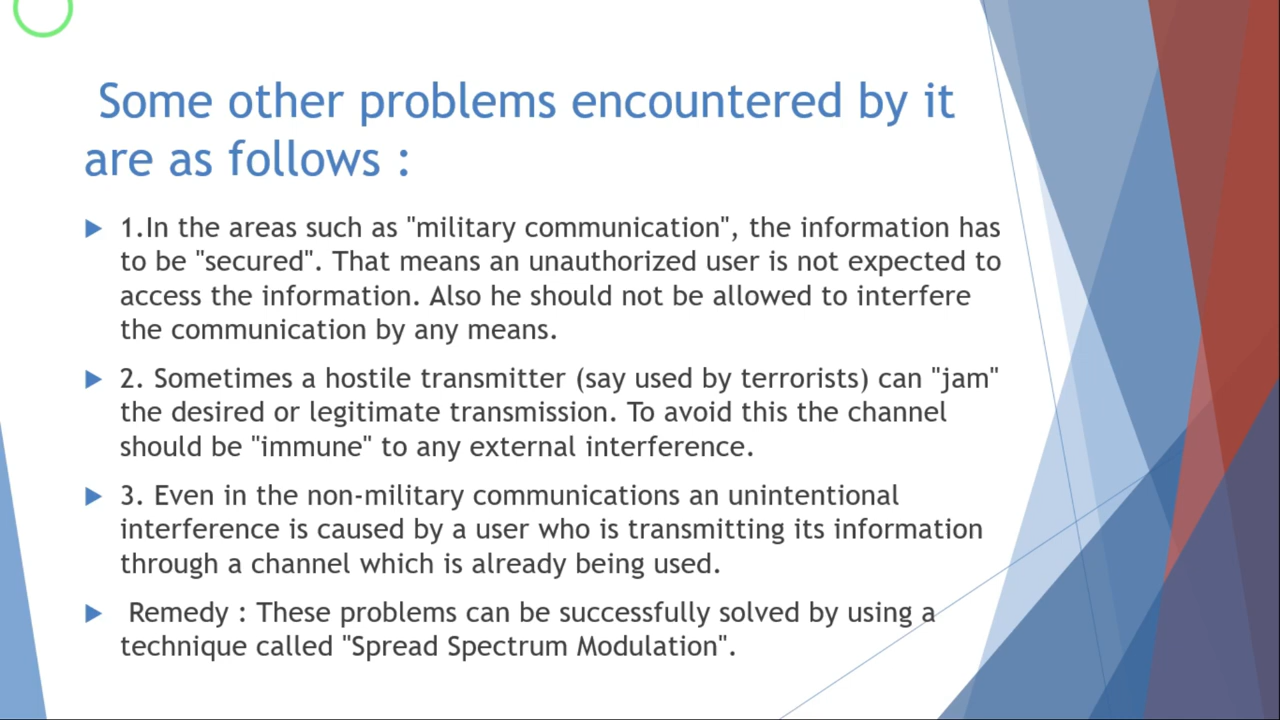 Some other problems encountered by it
are as follows :
1.In the areas such as "military communication", the information has
to be "secured". That means an unauthorized user is not expected to
access the information. Also he should not be allowed to interfere
the communication by any means.
2. Sometimes a hostile transmitter (say used by terrorists) can "jam"
the desired or legitimate transmission. To avoid this the channel
should be "immune" to any external interference.
3. Even in the non-military communications an unintentional
interference is caused by a user who is transmitting its information
through a channel which is already being used.
Remedy : These problems can be successfully solved by using a
technique called "Spread Spectrum Modulation".